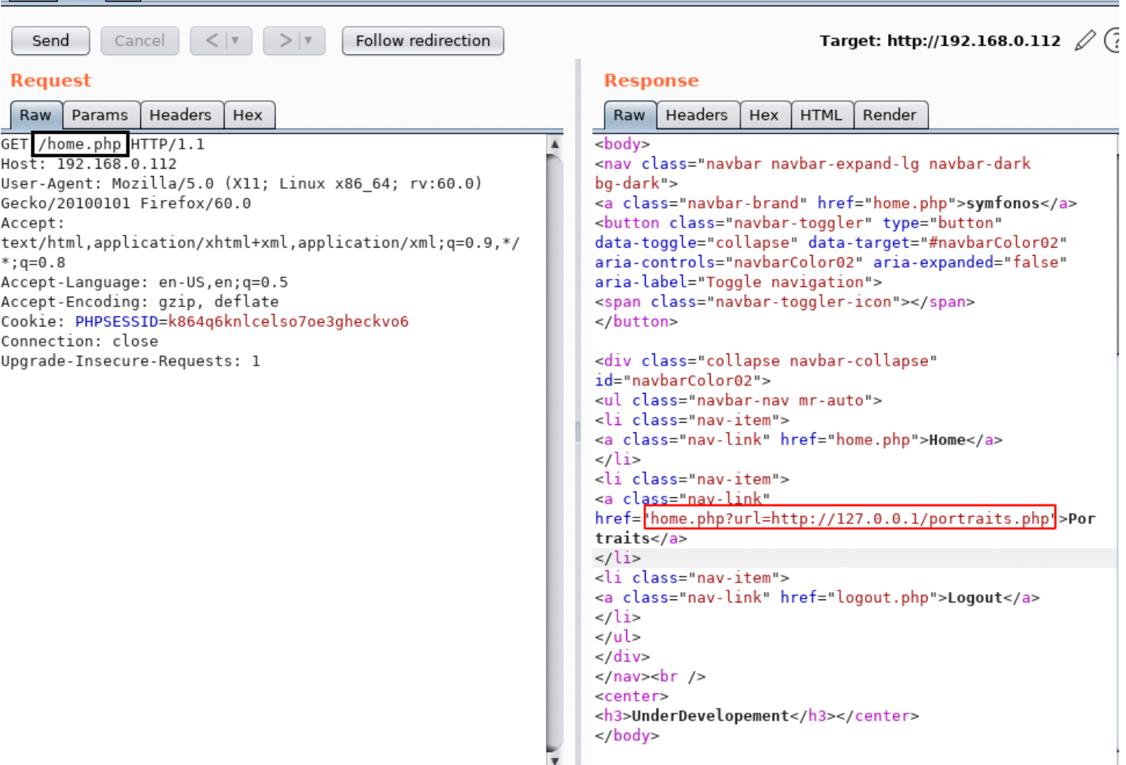 Send Cancel < | ▼ > | ▼ Follow redirection Target: http://192.168.0.112
Request
Raw Params Headers Hex
GET /home.php HTTP/1.1
Host: 192.168.0.112
User-Agent: Mozilla/5.0 (X11; Linux x86_64; rv:60.0)
Gecko/20100101 Firefox/60.0
Accept:
text/html,application/xhtml+xml,application/xml;q=0.9,*/
*;q=0.8
Accept-Language: en-US,en;q=0.5
Accept-Encoding: gzip, deflate
Cookie: PHPSESSID=k864q6knlcelso7oe3gheckvo6
Connection: close
Upgrade-Insecure-Requests: 1
Response
Raw Headers Hex HTML Render
<body>
<nav class="navbar navbar-expand-lg navbar-dark
bg-dark">
<a class="navbar-brand" href="home.php">symfonos</a>
<button class="navbar-toggler" type="button"
data-toggle="collapse" data-target="#navbarColor02"
aria-controls="navbarColor02" aria-expanded="false"
aria-label="Toggle navigation">
<span class="navbar-toggler-icon"></span>
</button>
<div class="collapse navbar-collapse"
id="navbarColor02">
<ul class="navbar-nav mr-auto">
<li class="nav-item">
<a class="nav-link" href="home.php">Home</a>
</li>
<li class="nav-item">
<a class="nav-link"
href="home.php?url=http://127.0.0.1/portraits.php">Por
traits</a>
</li>
<li class="nav-item">
<a class="nav-link" href="logout.php">Logout</a>
</li>
</ul>
</div>
</nav><br />
<center>
<h3>UnderDevelopement</h3></center>
</body>